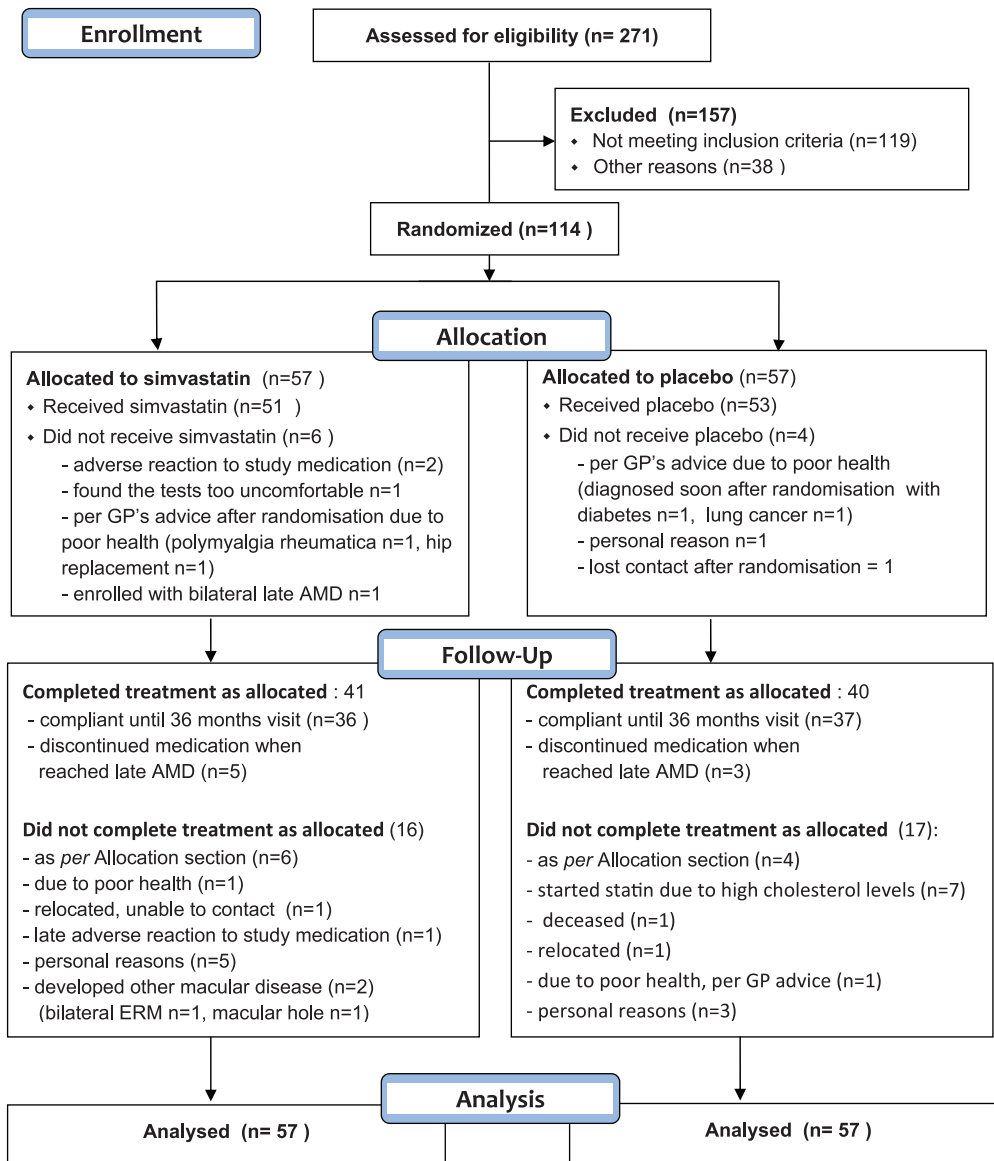 Enrollment
Assessed for eligibility (n= 271)
Excluded (n=157)
⬥ Not meeting inclusion criteria (n=119)
⬥ Other reasons (n=38 )
Randomized (n=114 )
Allocation
Allocated to simvastatin (n=57 )
⬥ Received simvastatin (n=51 )
⬥ Did not receive simvastatin (n=6 )
- adverse reaction to study medication (n=2)
- found the tests too uncomfortable n=1
- per GP's advice after randomisation due to
poor health (polymyalgia rheumatica n=1, hip
replacement n=1)
- enrolled with bilateral late AMD n=1
Allocated to placebo (n=57)
⬥ Received placebo (n=53)
⬥ Did not receive placebo (n=4)
- per GP's advice due to poor health
(diagnosed soon after randomisation with
diabetes n=1, lung cancer n=1)
- personal reason n=1
- lost contact after randomisation = 1
Follow-Up
Completed treatment as allocated : 41
- compliant until 36 months visit (n=36 )
- discontinued medication when
reached late AMD (n=5)
Did not complete treatment as allocated (16)
- as per Allocation section (n=6)
- due to poor health (n=1)
- relocated, unable to contact (n=1)
- late adverse reaction to study medication (n=1)
- personal reasons (n=5)
- developed other macular disease (n=2)
(bilateral ERM n=1, macular hole n=1)
Completed treatment as allocated : 40
- compliant until 36 months visit (n=37)
- discontinued medication when
reached late AMD (n=3)
Did not complete treatment as allocated (17):
- as per Allocation section (n=4)
- started statin due to high cholesterol levels (n=7)
- deceased (n=1)
- relocated (n=1)
- due to poor health, per GP advice (n=1)
- personal reasons (n=3)
Analysis
Analysed (n= 57 )
Analysed (n= 57 )